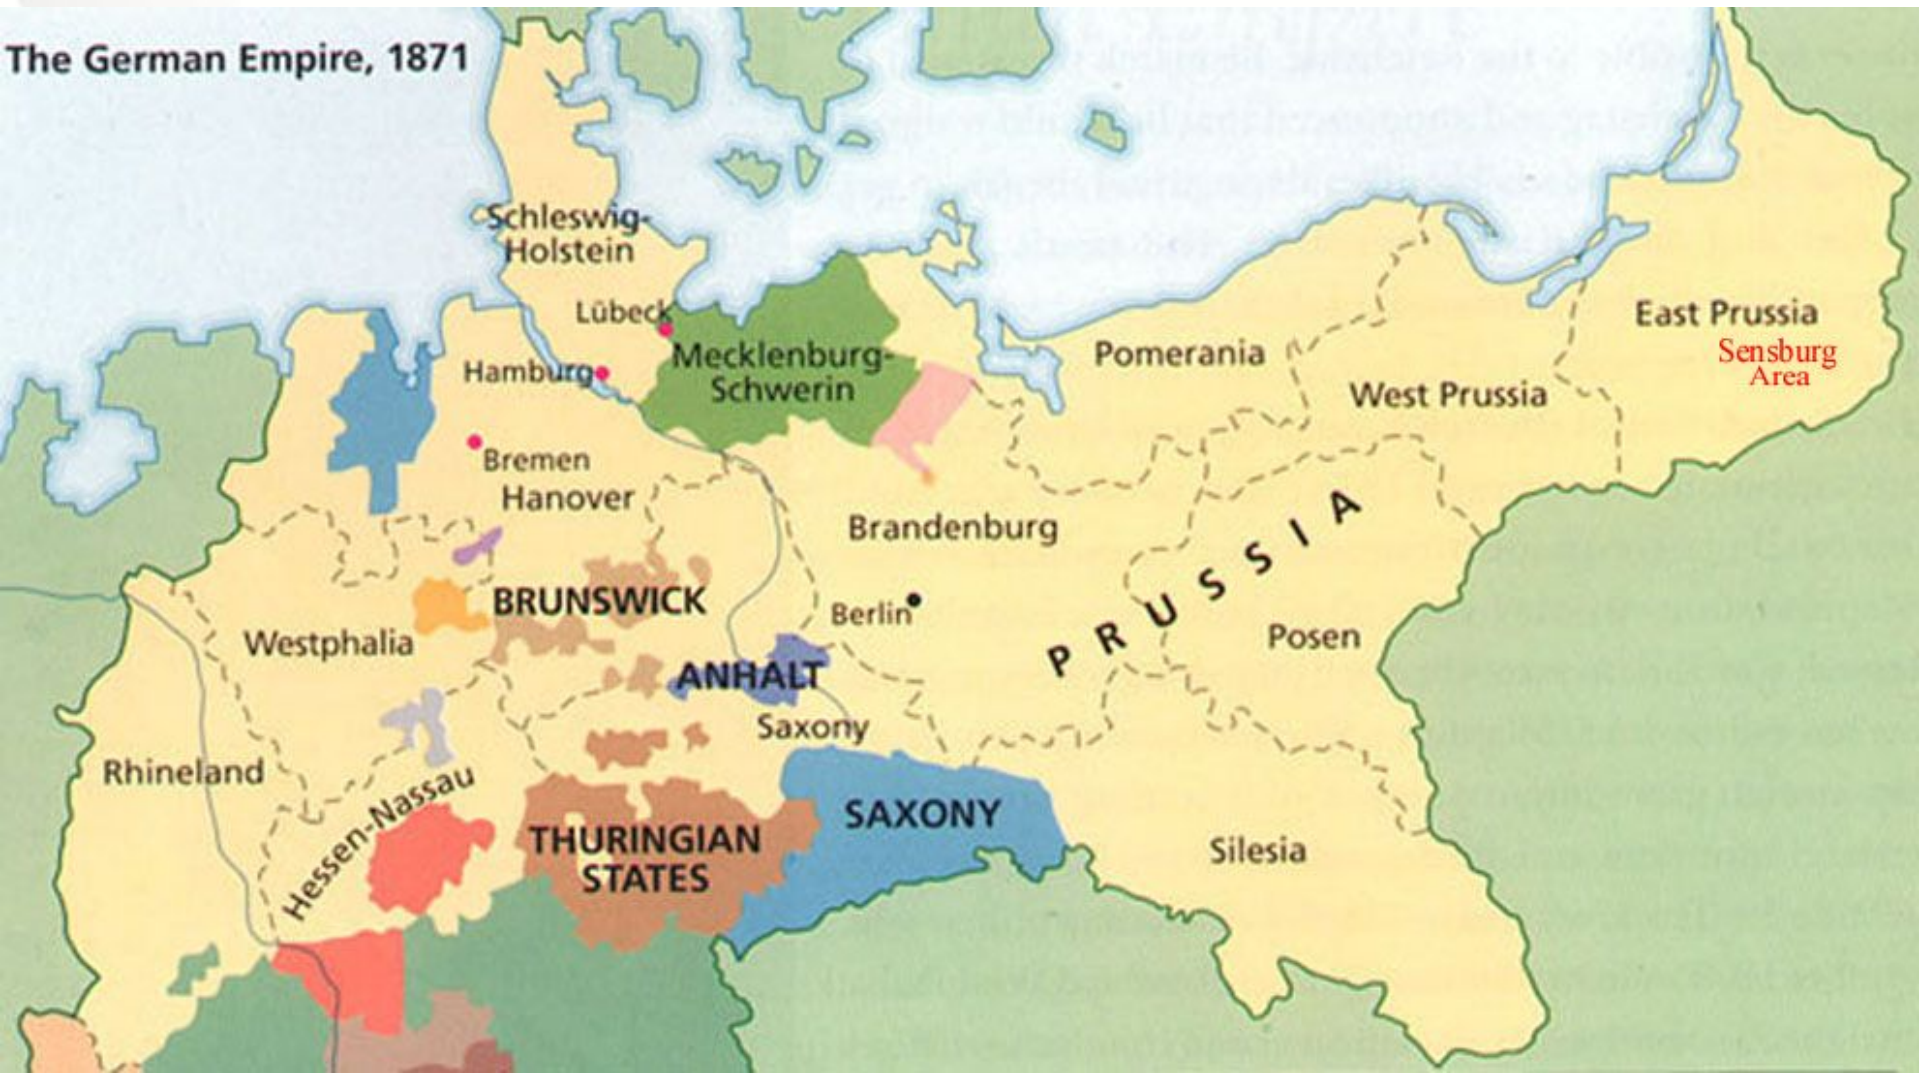 The German Empire, 1871
Schleswig-
Holstein
Lübeck
Hamburg
Mecklenburg-
Schwerin
Pomerania
West Prussia
East Prussia
Sensburg
Area
Bremen
Hanover
Brandenburg
Berlin
PRUSSIA
Posen
BRUNSWICK
Westphalia
ANHALT
Saxony
Rhineland
Hessen-Nassau
THURINGIAN
STATES
SAXONY
Silesia